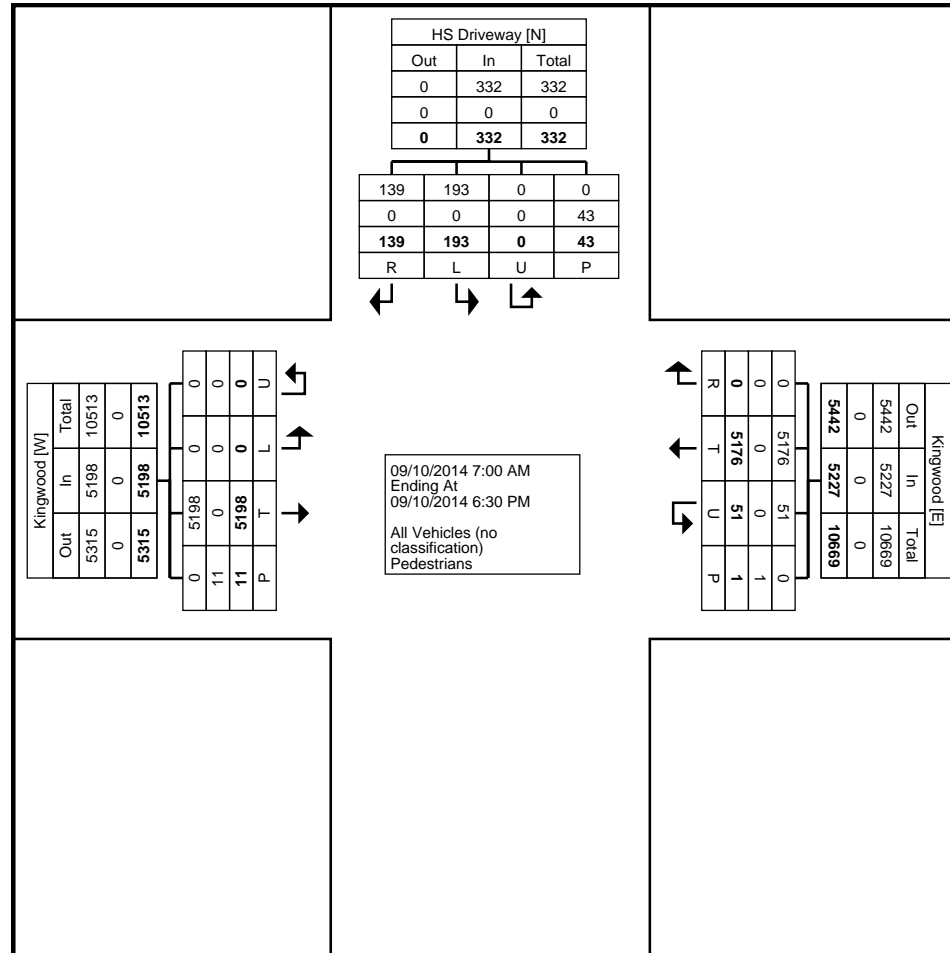 HS Driveway [N]
Out In Total
0 332 332
0 0 0
0 332 332
139 193 0 0
0 0 0 43
139 193 0 43
R L U P
Kingwood [W]
Total In Out
10513 5198 5315
0 0 0
10513 5198 5315
0 0 5198 0
0 0 0 11
0 0 5198 11
U L T P
09/10/2014 7:00 AM
Ending At
09/10/2014 6:30 PM
All Vehicles (no
classification)
Pedestrians
Kingwood [E]
Out In Total
5442 5227 10669
0 0 0
5442 5227 10669
0 5176 51 0
0 0 0 1
0 5176 51 1
R T U P